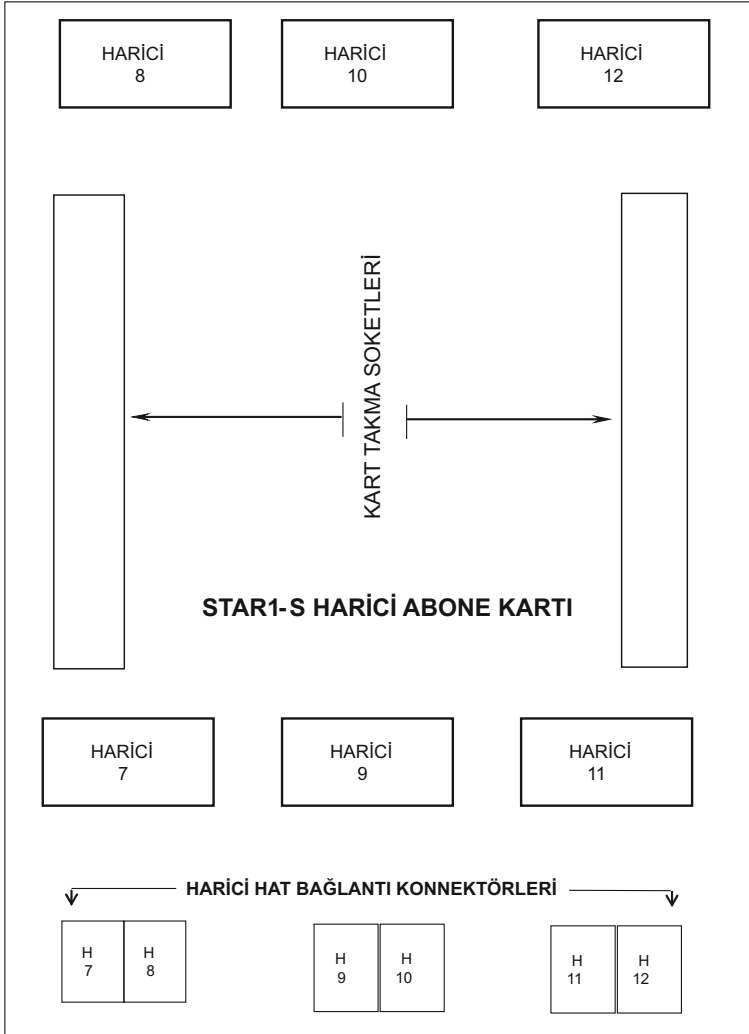 HARİCİ
8
HARİCİ
10
HARİCİ
12
KART TAKMA SOKETLERİ
STAR1-S HARİCİ ABONE KARTI
HARİCİ
7
HARİCİ
9
HARİCİ
11
HARİCİ HAT BAĞLANTI KONNEKTÖRLERİ
H
7
H
8
H
9
H
10
H
11
H
12